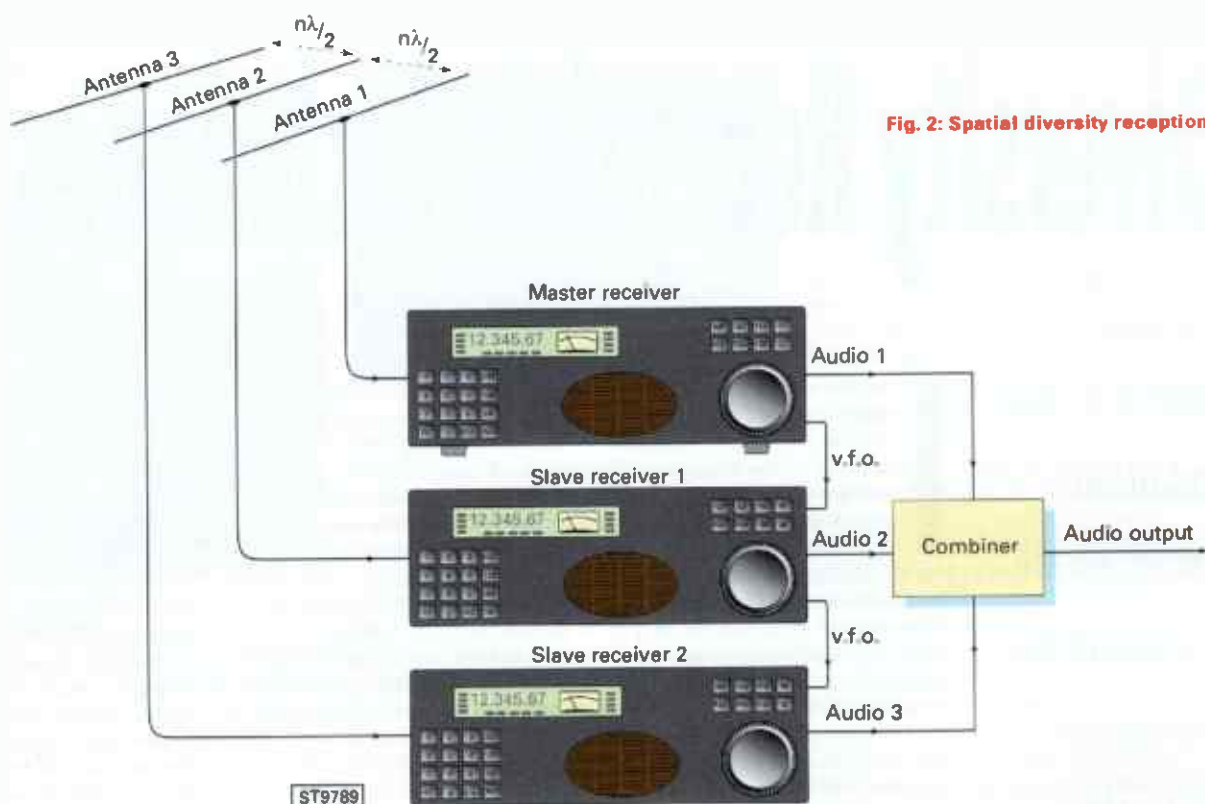 nλ/2
nλ/2
Antenna 3
Antenna 2
Antenna 1
Fig. 2: Spatial diversity reception
Master receiver
12.345.67
Audio 1
v.f.o.
Slave receiver 1
12.345.67
Audio 2
Combiner
Audio output
v.f.o.
Slave receiver 2
12.345.67
Audio 3
ST9789